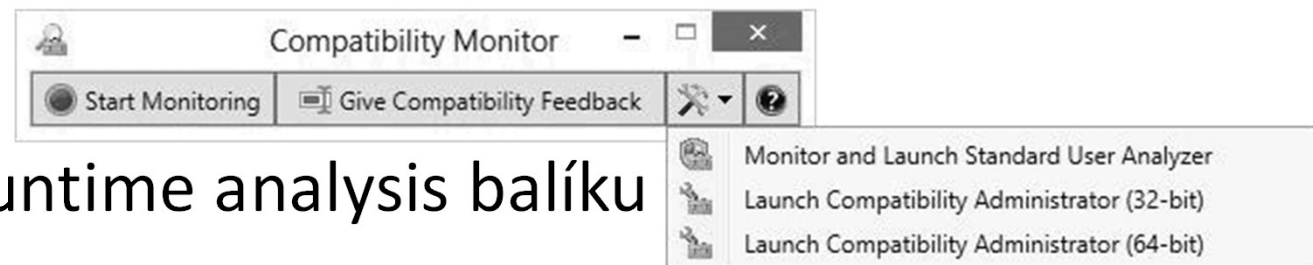 Compatibility Monitor
Start Monitoring Give Compatibility Feedback
Monitor and Launch Standard User Analyzer
untime analysis balíku
Launch Compatibility Administrator (32-bit)
Launch Compatibility Administrator (64-bit)